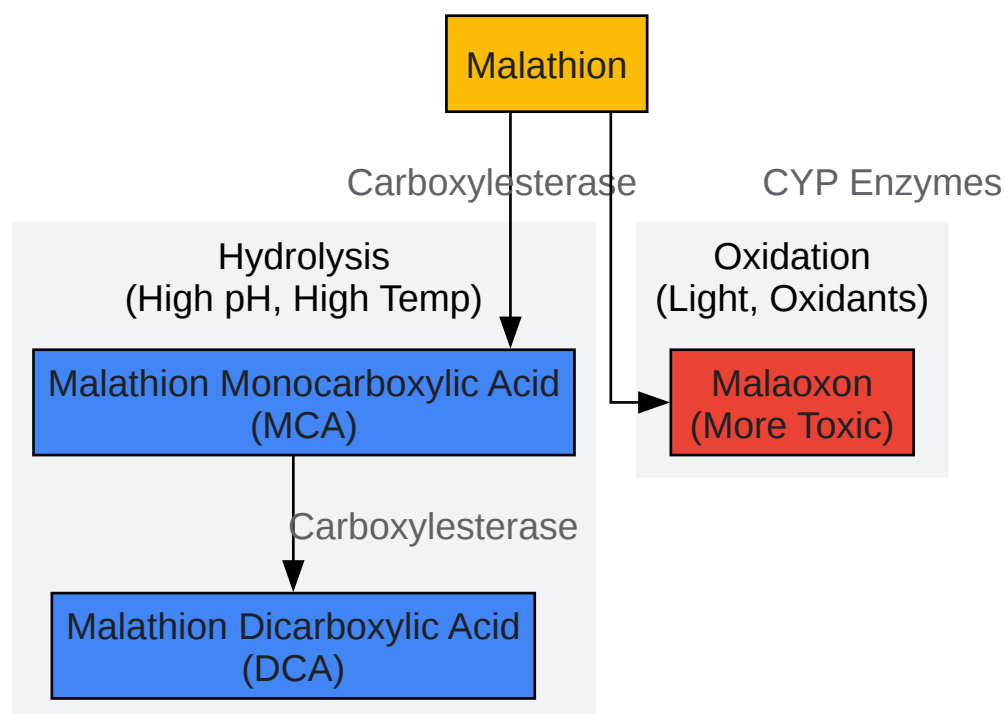 Malathion
Carboxylesterase
CYP Enzymes
Hydrolysis
(High pH, High Temp)
Oxidation
(Light, Oxidants)
Malathion Monocarboxylic Acid
(MCA)
Malaoxon
(More Toxic)
Carboxylesterase
Malathion Dicarboxylic Acid
(DCA)